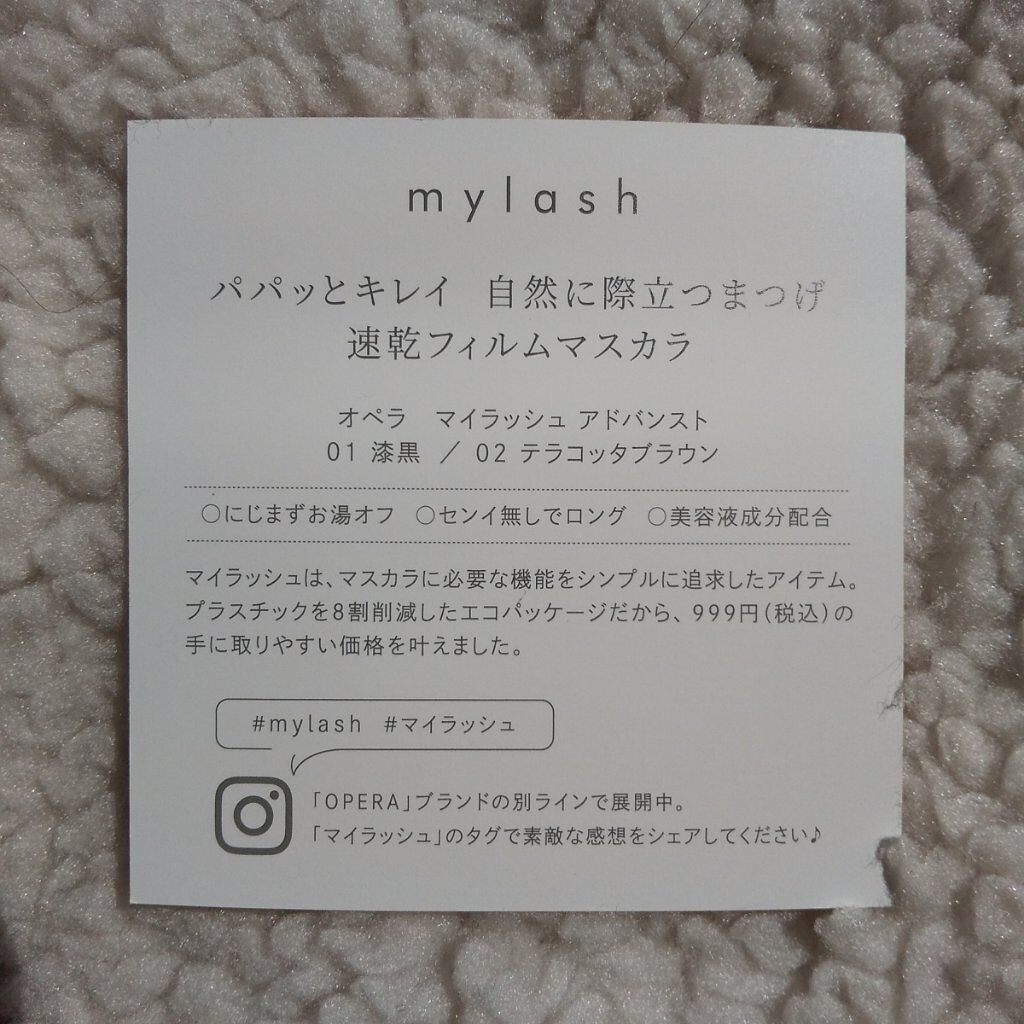 mylash
パパッとキレイ 自然に際立つまつげ
速乾フィルムマスカラ
オペラ マイラッシュ アドバンスト
01 漆黒 / 02 テラコッタブラウン
○にじまずお湯オフ ○センイ無しでロング ○美容液成分配合
マイラッシュは、マスカラに必要な機能をシンプルに追求したアイテム。
プラスチックを8割削減したエコパッケージだから、999円(税込)の
手に取りやすい価格を叶えました。
#mylash #マイラッシュ
「OPERA」ブランドの別ラインで展開中。
「マイラッシュ」のタグで素敵な感想をシェアしてください♪